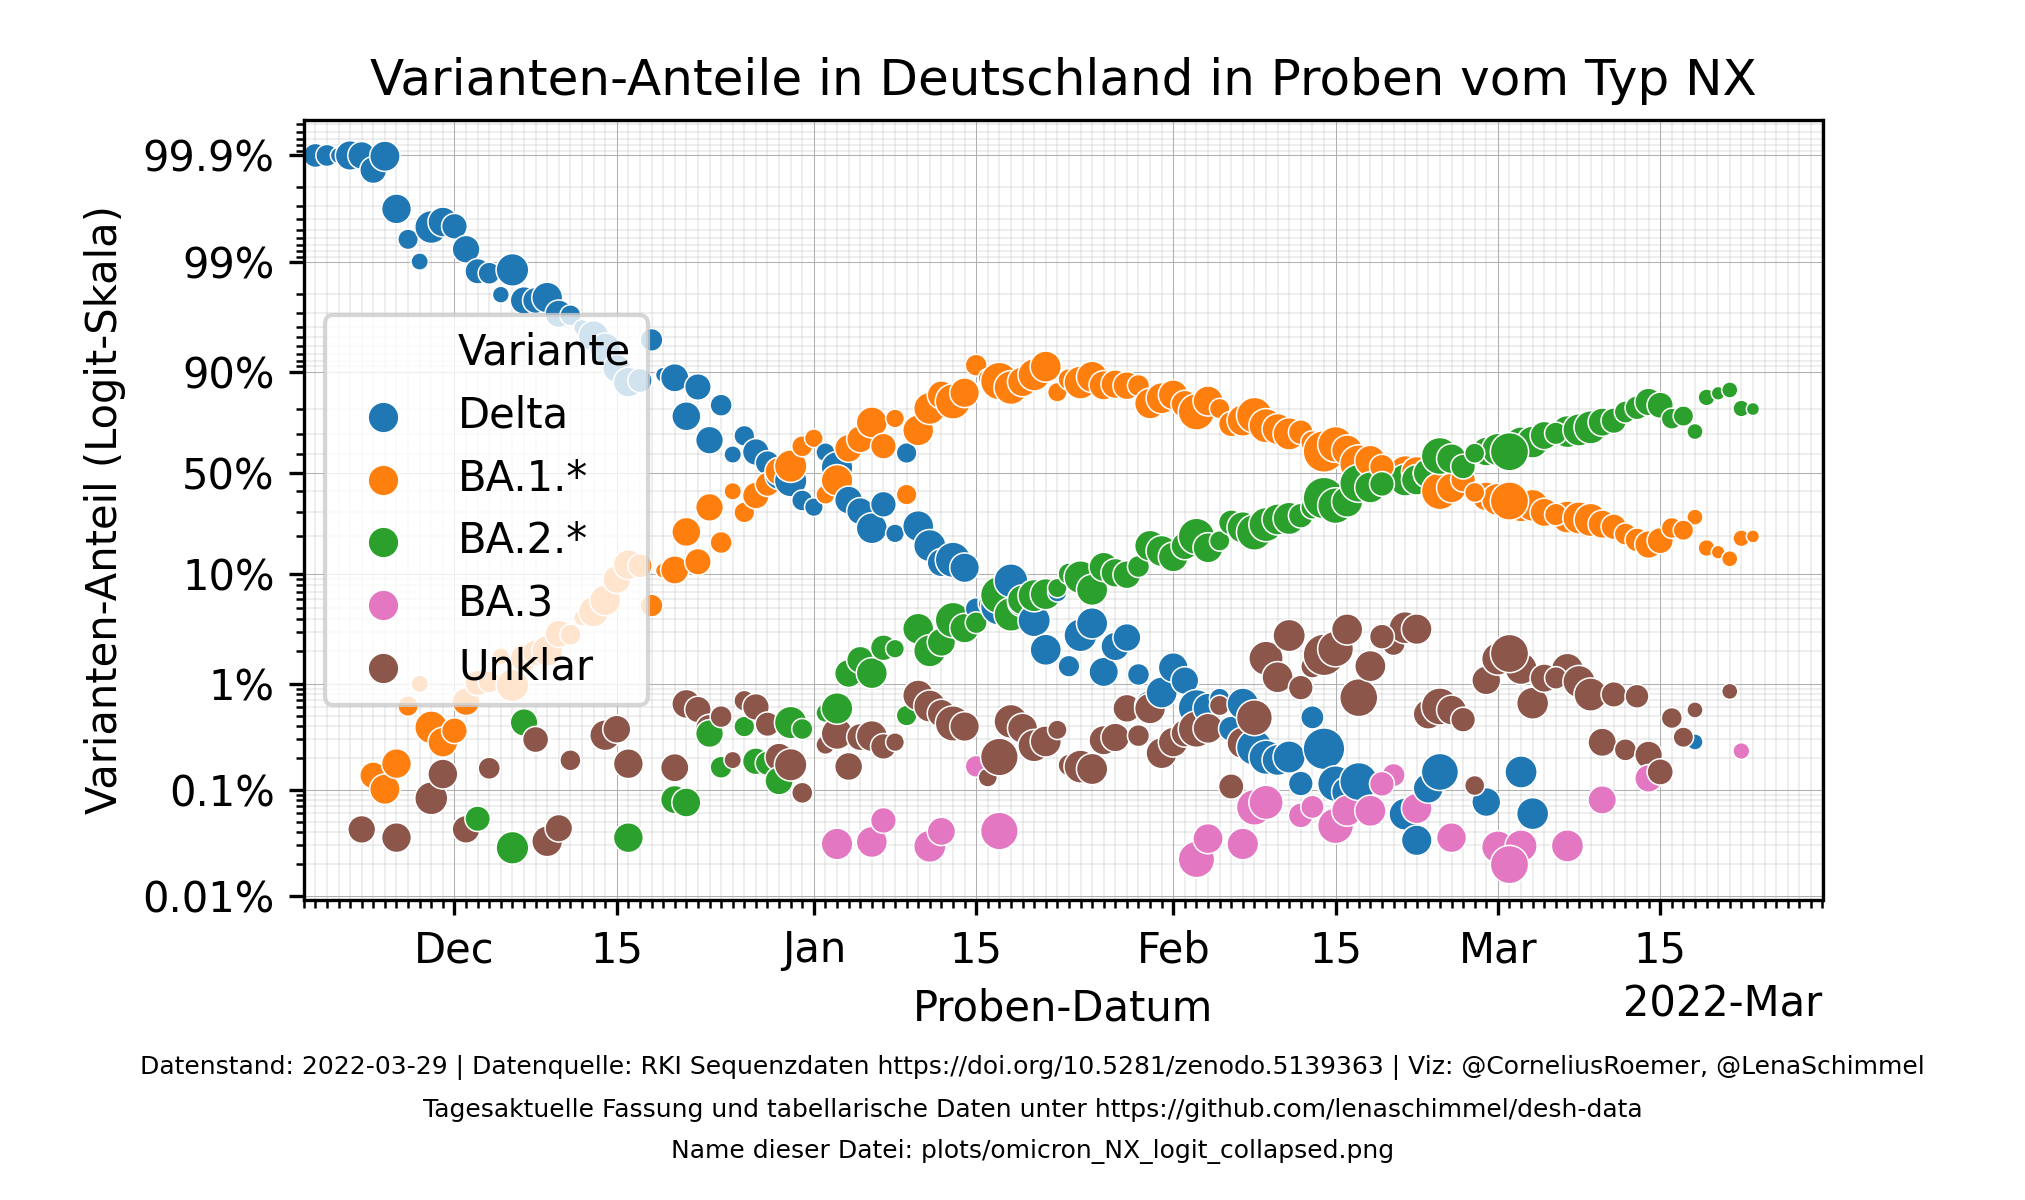 Varianten-Anteile in Deutschland in Proben vom Typ NX
Varianten-Anteil (Logit-Skala)
99.9%
99%
90%
50%
10%
1%
0.1%
0.01%
Variante
Delta
BA.1.*
BA.2.*
BA.3
Unklar
Dec 15 Jan 15 Feb 15 Mar 15
Proben-Datum
2022-Mar
Datenstand: 2022-03-29 | Datenquelle: RKI Sequenzdaten https://doi.org/10.5281/zenodo.5139363 | Viz: @CorneliusRoemer, @LenaSchimmel
Tagesaktuelle Fassung und tabellarische Daten unter https://github.com/lenaschimmel/desh-data
Name dieser Datei: plots/omicron_NX_logit_collapsed.png